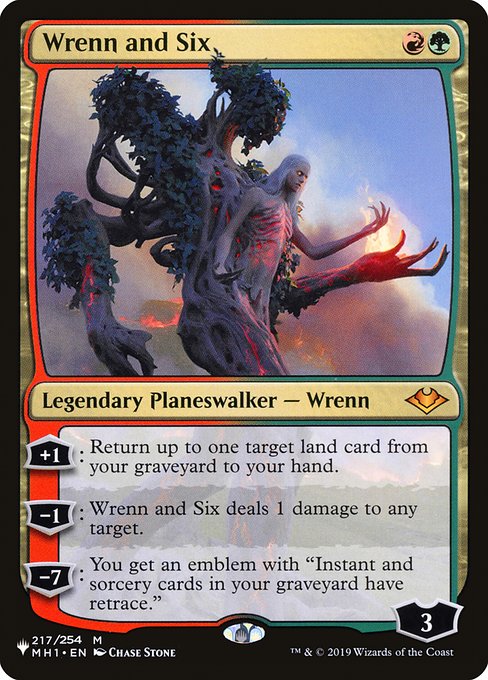 Wrenn and Six
Legendary Planeswalker — Wrenn
+1 : Return up to one target land card from
your graveyard to your hand.
-1 : Wrenn and Six deals 1 damage to any
target.
-7 : You get an emblem with “Instant and
sorcery cards in your graveyard have
retrace.”
3
217/254 M
MH1 • EN Chase Stone
™ & © 2019 Wizards of the Coast